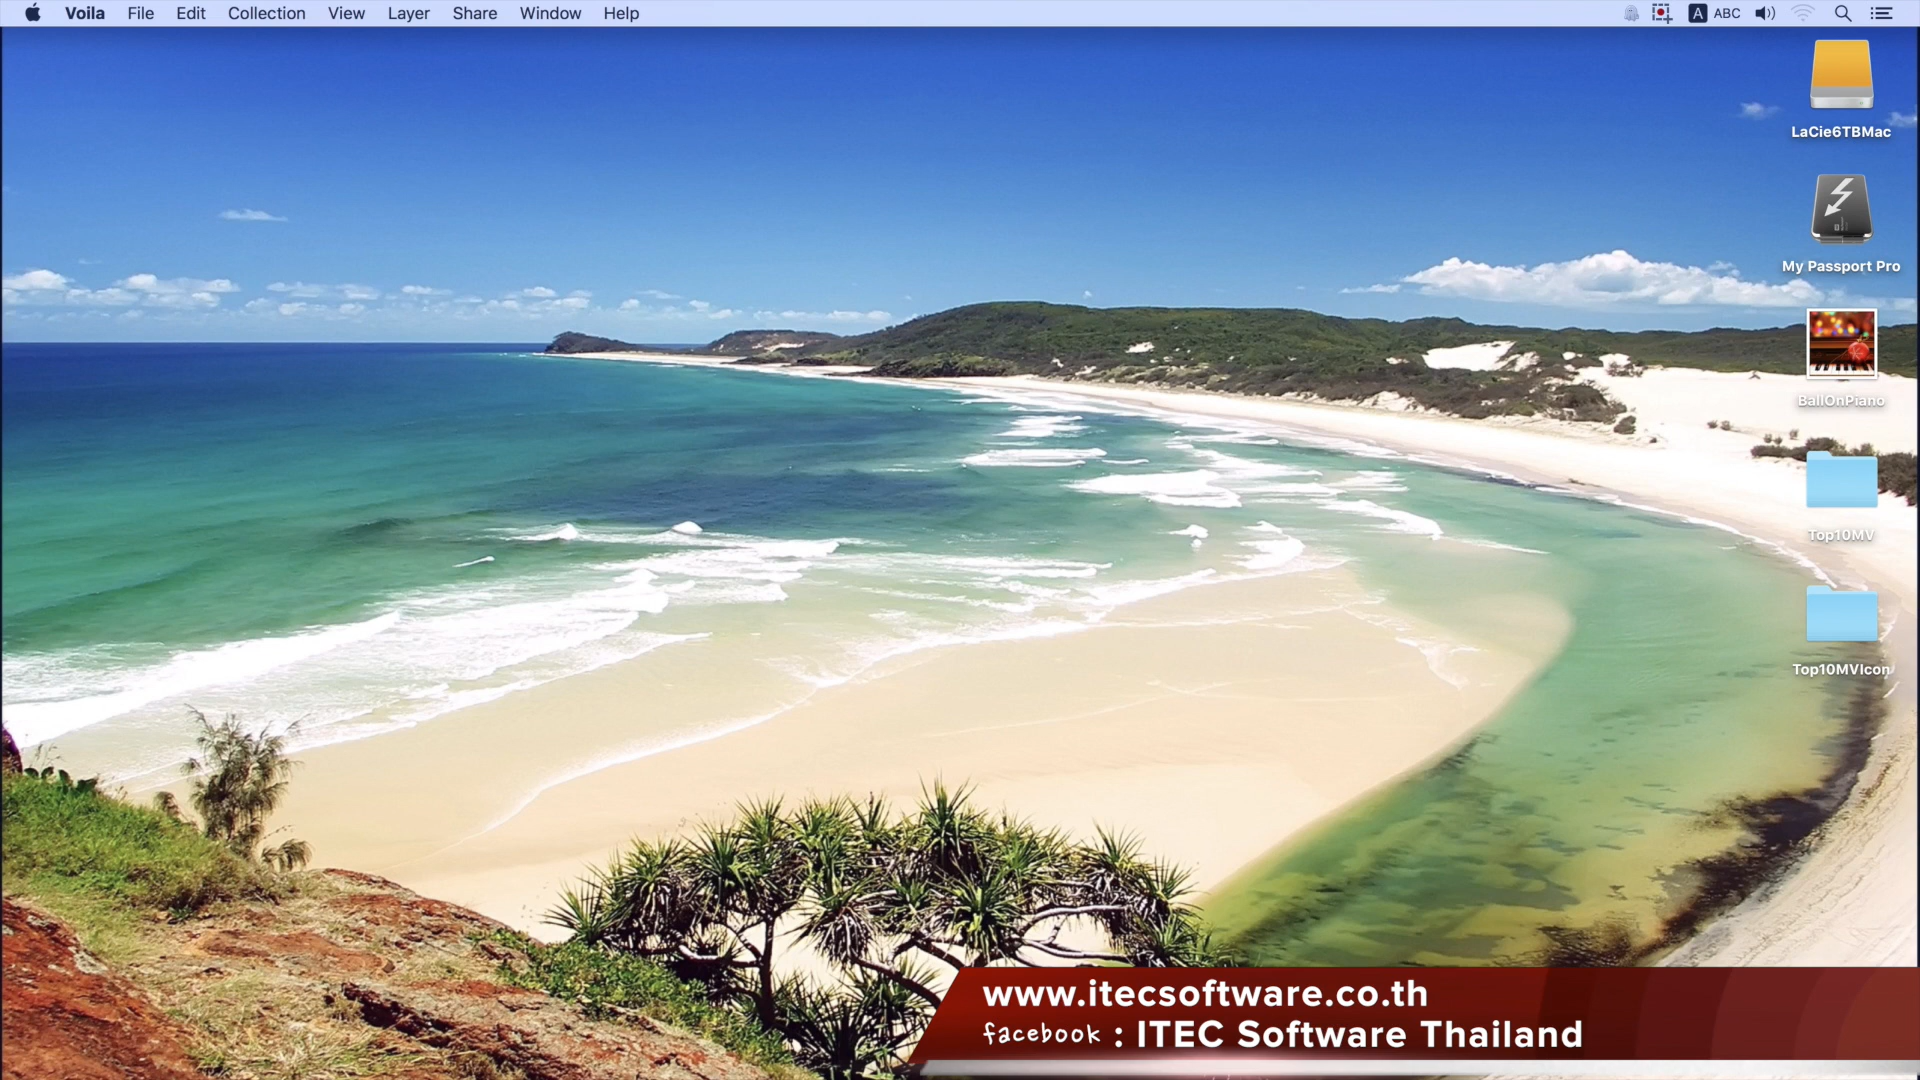 Voila File Edit Collection View Layer Share Window Help A ABC
LaCie6TBMac
My Passport Pro
BallOnPiano
Top10MV
Top10MVIcon
www.itecsoftware.co.th
facebook : ITEC Software Thailand